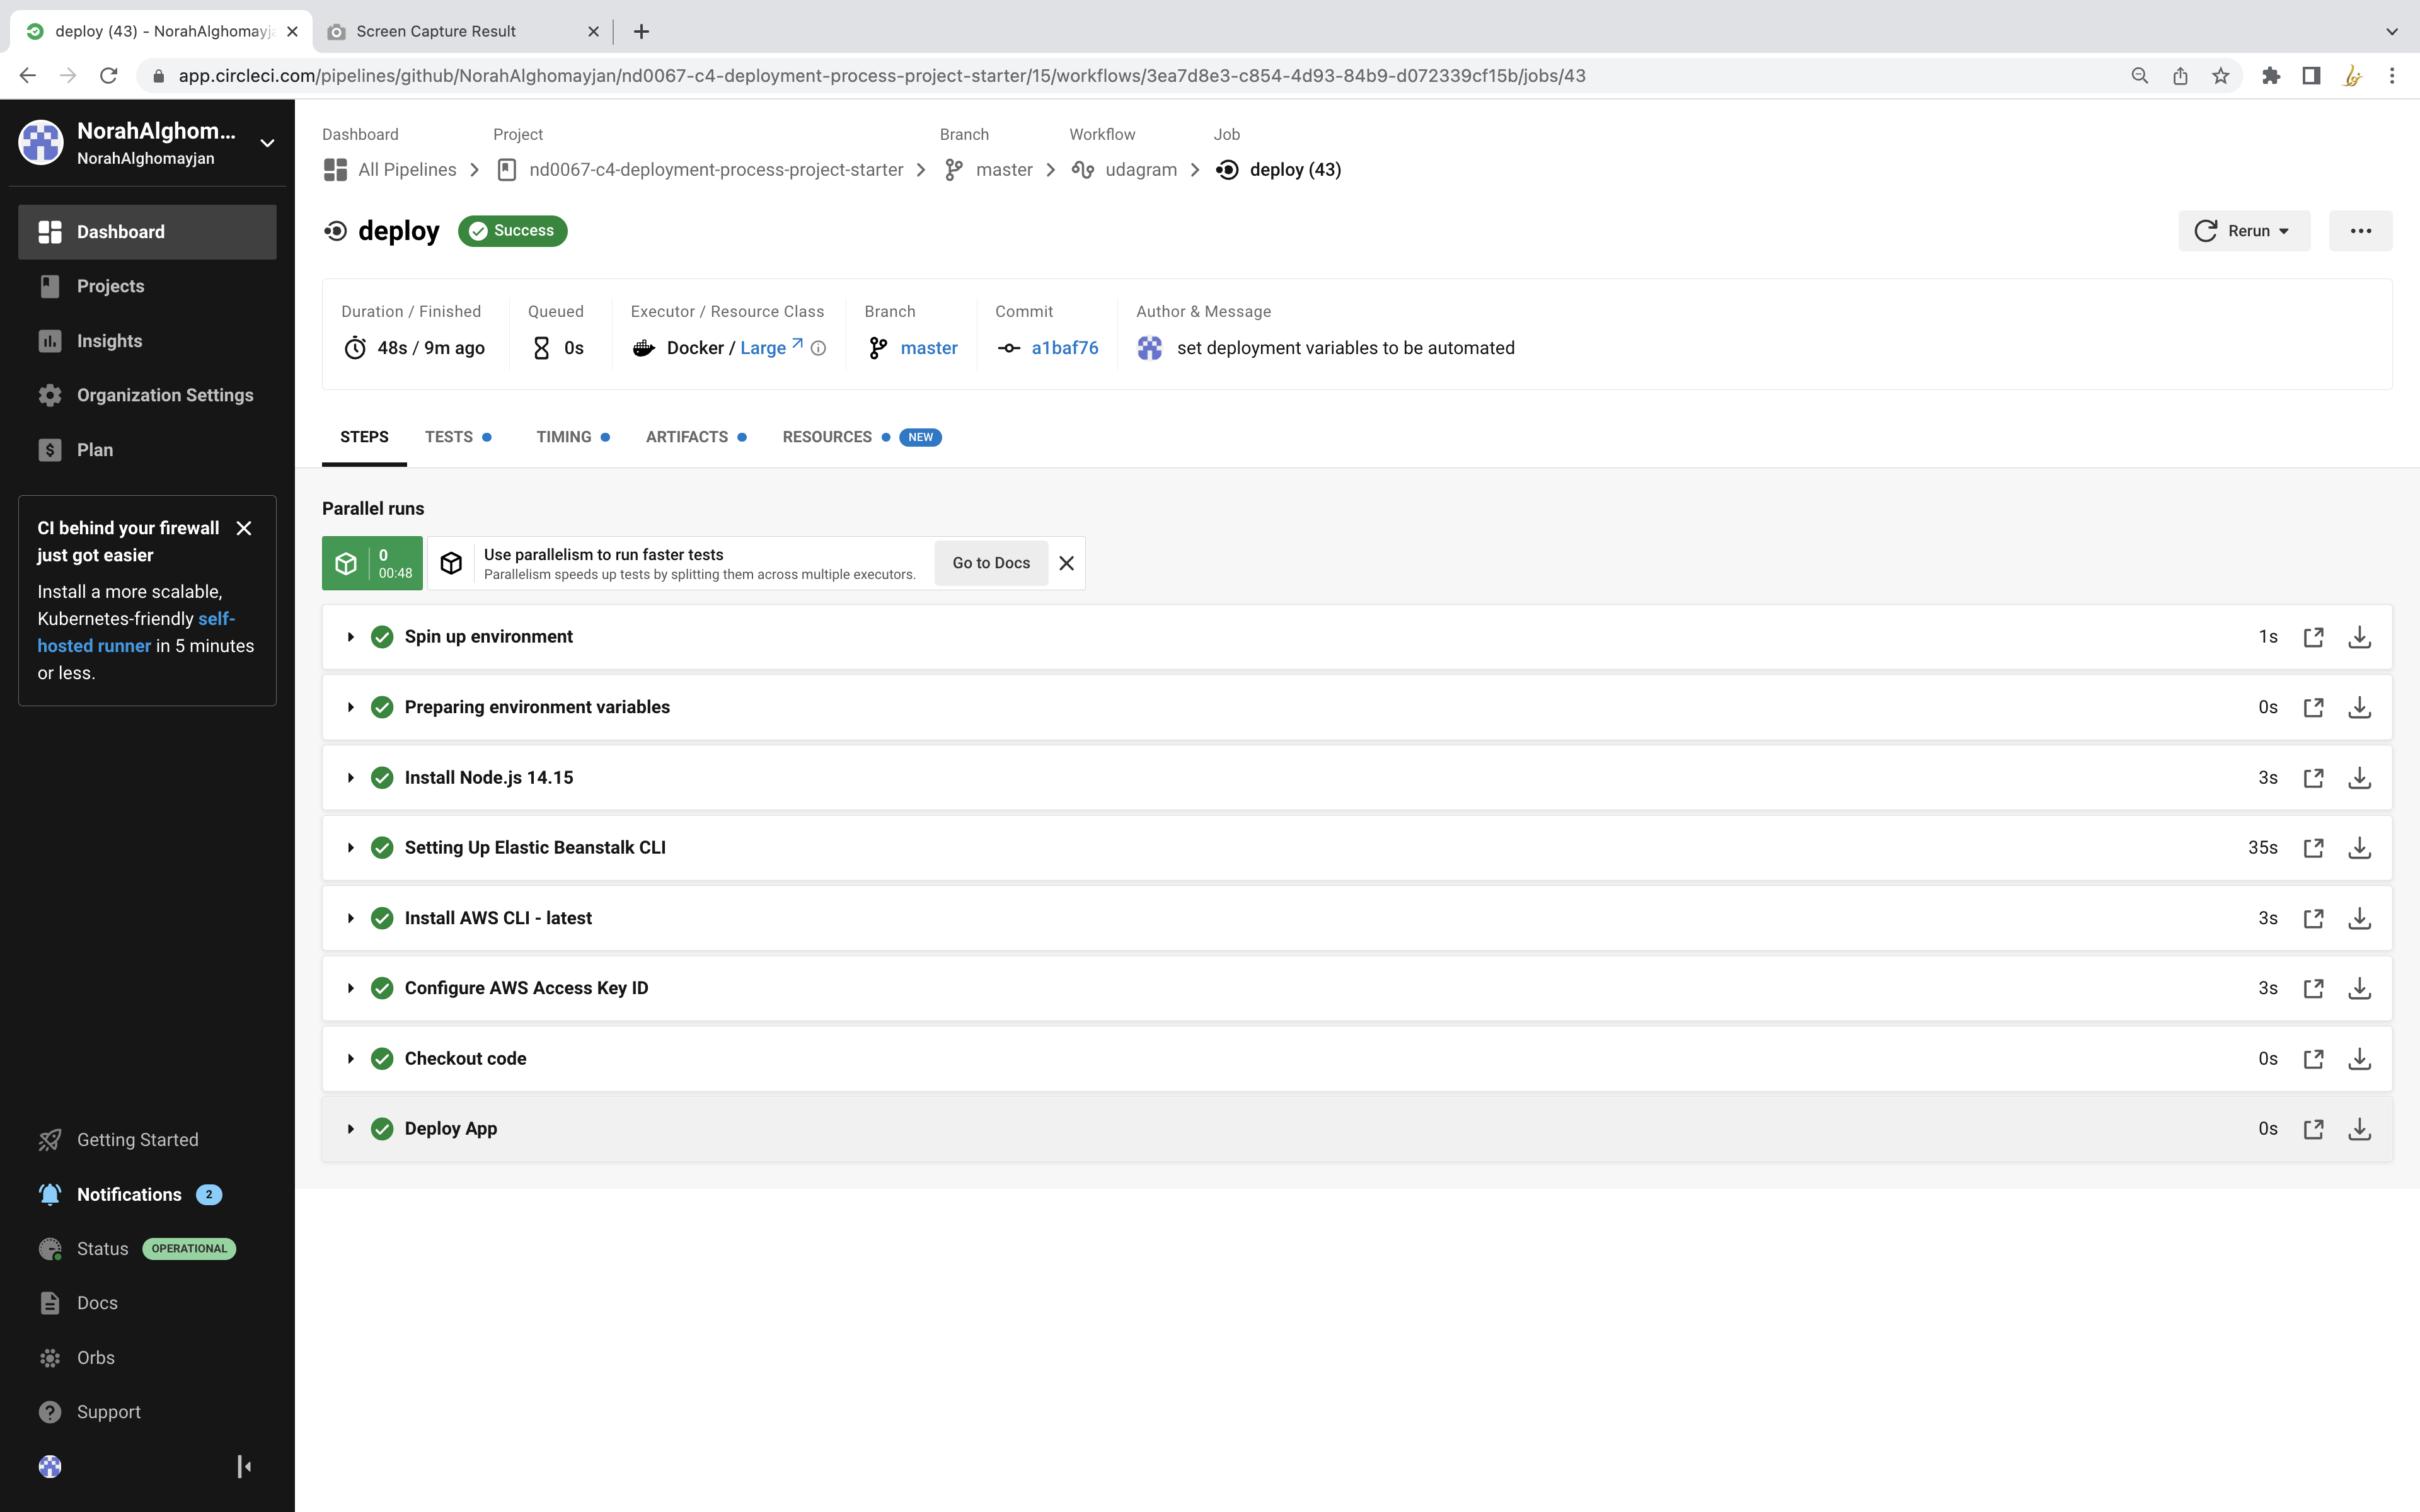 deploy (43) - NorahAlghomayja
Screen Capture Result
app.circleci.com/pipelines/github/NorahAlghomayjan/nd0067-c4-deployment-process-project-starter/15/workflows/3ea7d8e3-c854-4d93-84b9-d072339cf15b/jobs/43
NorahAlghom...
NorahAlghomayjan
Dashboard
Projects
Insights
Organization Settings
Plan
CI behind your firewall
just got easier
Install a more scalable,
Kubernetes-friendly self-
hosted runner in 5 minutes
or less.
Getting Started
Notifications 2
Status OPERATIONAL
Docs
Orbs
Support
Dashboard Project Branch Workflow Job
All Pipelines nd0067-c4-deployment-process-project-starter master udagram deploy (43)
deploy Success
Rerun
Duration / Finished Queued Executor / Resource Class Branch Commit Author & Message
48s / 9m ago 0s Docker / Large master a1baf76 set deployment variables to be automated
STEPS TESTS TIMING ARTIFACTS RESOURCES NEW
Parallel runs
0
00:48
Use parallelism to run faster tests
Parallelism speeds up tests by splitting them across multiple executors.
Go to Docs
Spin up environment 1s
Preparing environment variables 0s
Install Node.js 14.15 3s
Setting Up Elastic Beanstalk CLI 35s
Install AWS CLI - latest 3s
Configure AWS Access Key ID 3s
Checkout code 0s
Deploy App 0s